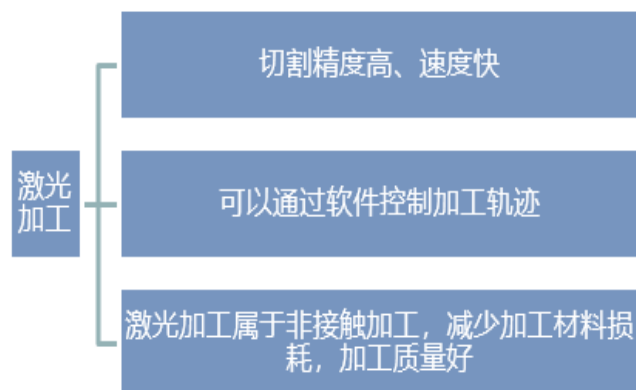 切割精度高、速度快
激光
加工
可以通过软件控制加工轨迹
激光加工属于非接触加工，减少加工材料损
耗，加工质量好